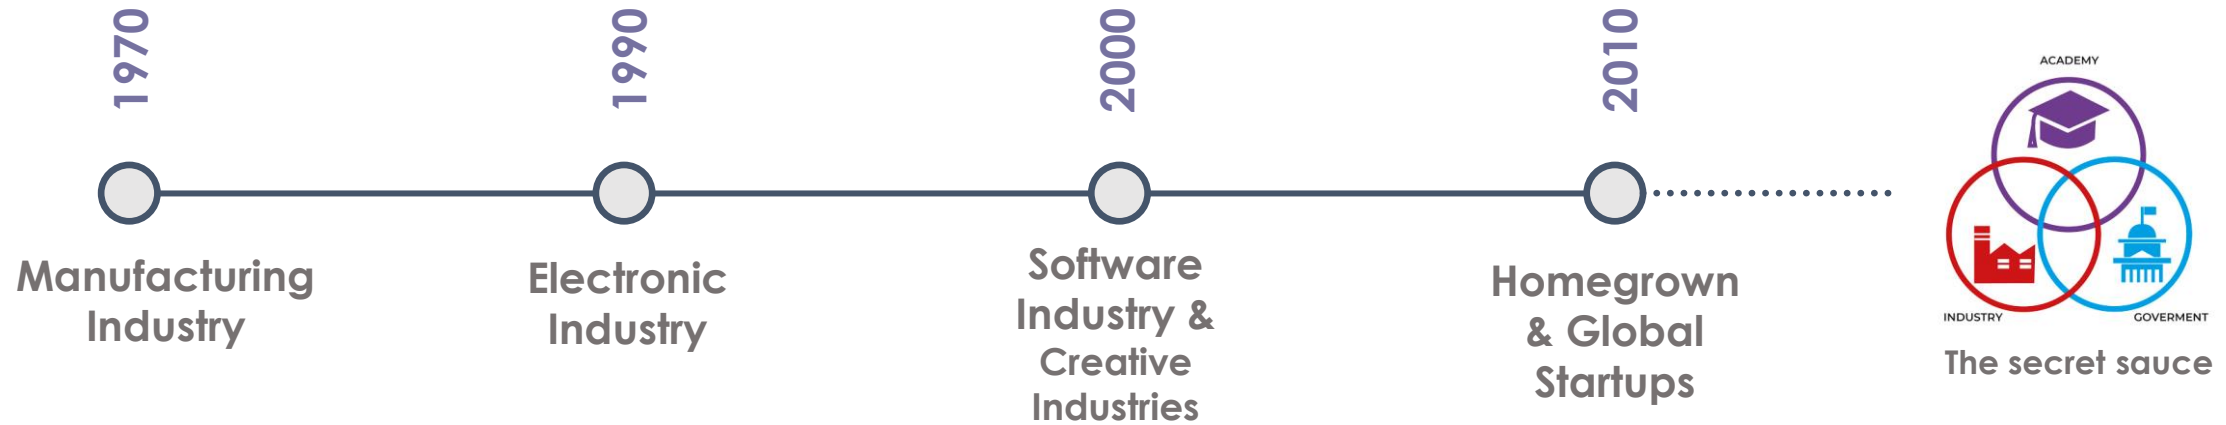 1970
Manufacturing
Industry
1990
Electronic
Industry
2000
Software
Industry &
Creative
Industries
2010
Homegrown
& Global
Startups
ACADEMY
INDUSTRY
GOVERMENT
The secret sauce